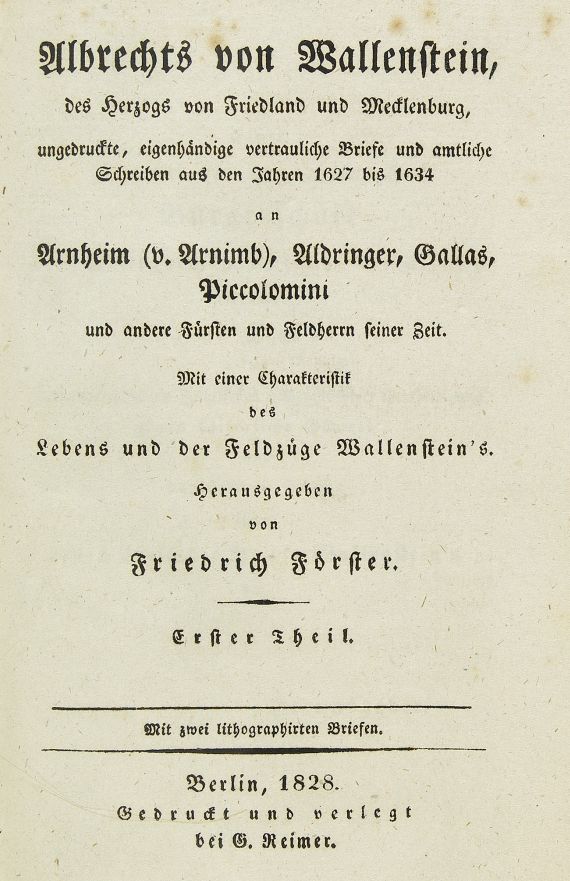 Albrechts von Wallenstein,
des Herzogs von Friedland und Mecklenburg,
ungedruckte, eigenhändige vertrauliche Briefe und amtliche
Schreiben aus den Jahren 1627 bis 1634
an
Arnheim (v. Arnimb), Aldringer, Gallas,
Piccolomini
und andere Fürsten und Feldherrn seiner Zeit.
Mit einer Charakteristik
des
Lebens und der Feldzüge Wallenstein's.
Herausgegeben
von
Friedrich Förster.
Erster Theil.
Mit zwei lithographirten Briefen.
Berlin, 1828.
Gedruckt und verlegt
bei G. Reimer.